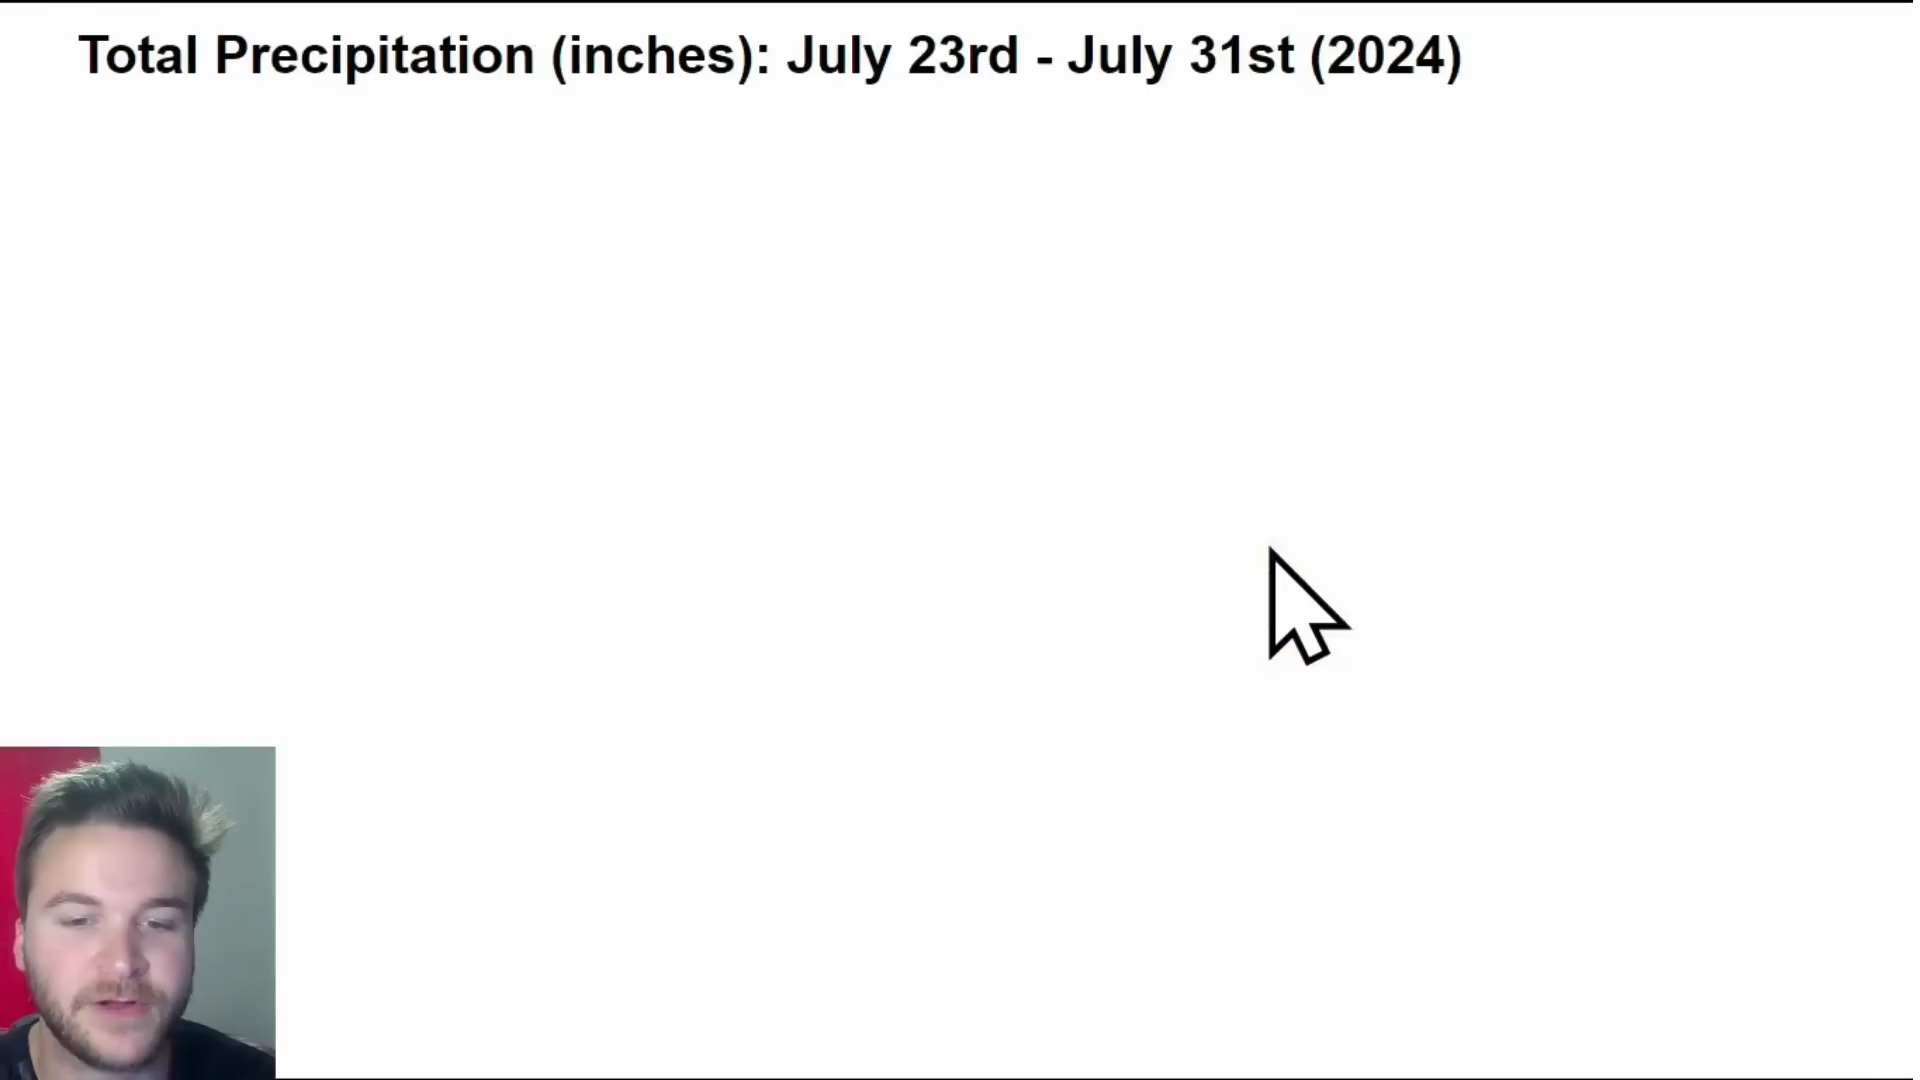 Total Precipitation (inches): July 23rd - July 31st (2024)